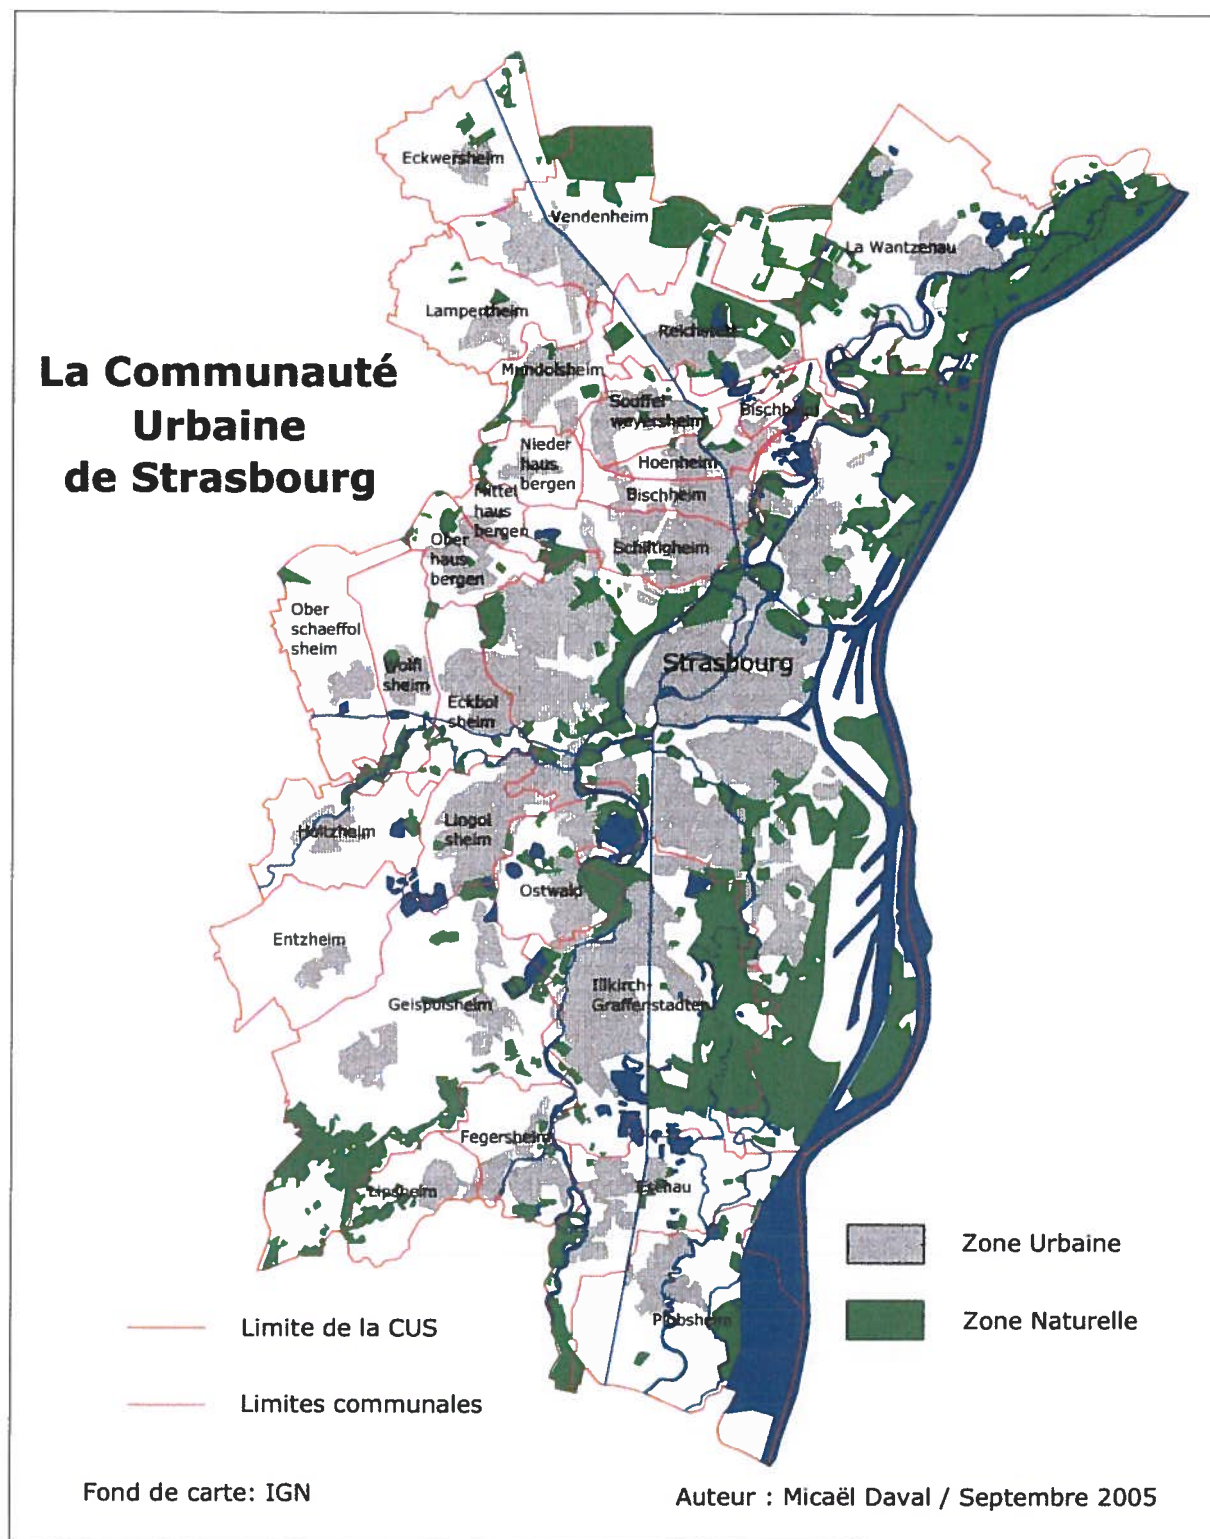 La Communauté
Urbaine
de Strasbourg
Eckwersheim
Vendenheim
La Wantzenau
Lampertheim
Reichstett
Mundolsheim
Souffel
weyersheim
Bischheim
Nieder
haus
bergen
Hoenheim
Mittel
haus
bergen
Bischheim
Ober
haus
bergen
Schiltigheim
Ober
schaeffol
sheim
Wolfi
sheim
Eckbol
sheim
Strasbourg
Holtzheim
Lingol
sheim
Ostwald
Entzheim
Geispolsheim
Illkirch-
Graffenstaden
Fegersheim
Lipsheim
Eschau
Plobsheim
Zone Urbaine
Zone Naturelle
Limite de la CUS
Limites communales
Fond de carte: IGN
Auteur : Micaël Daval / Septembre 2005